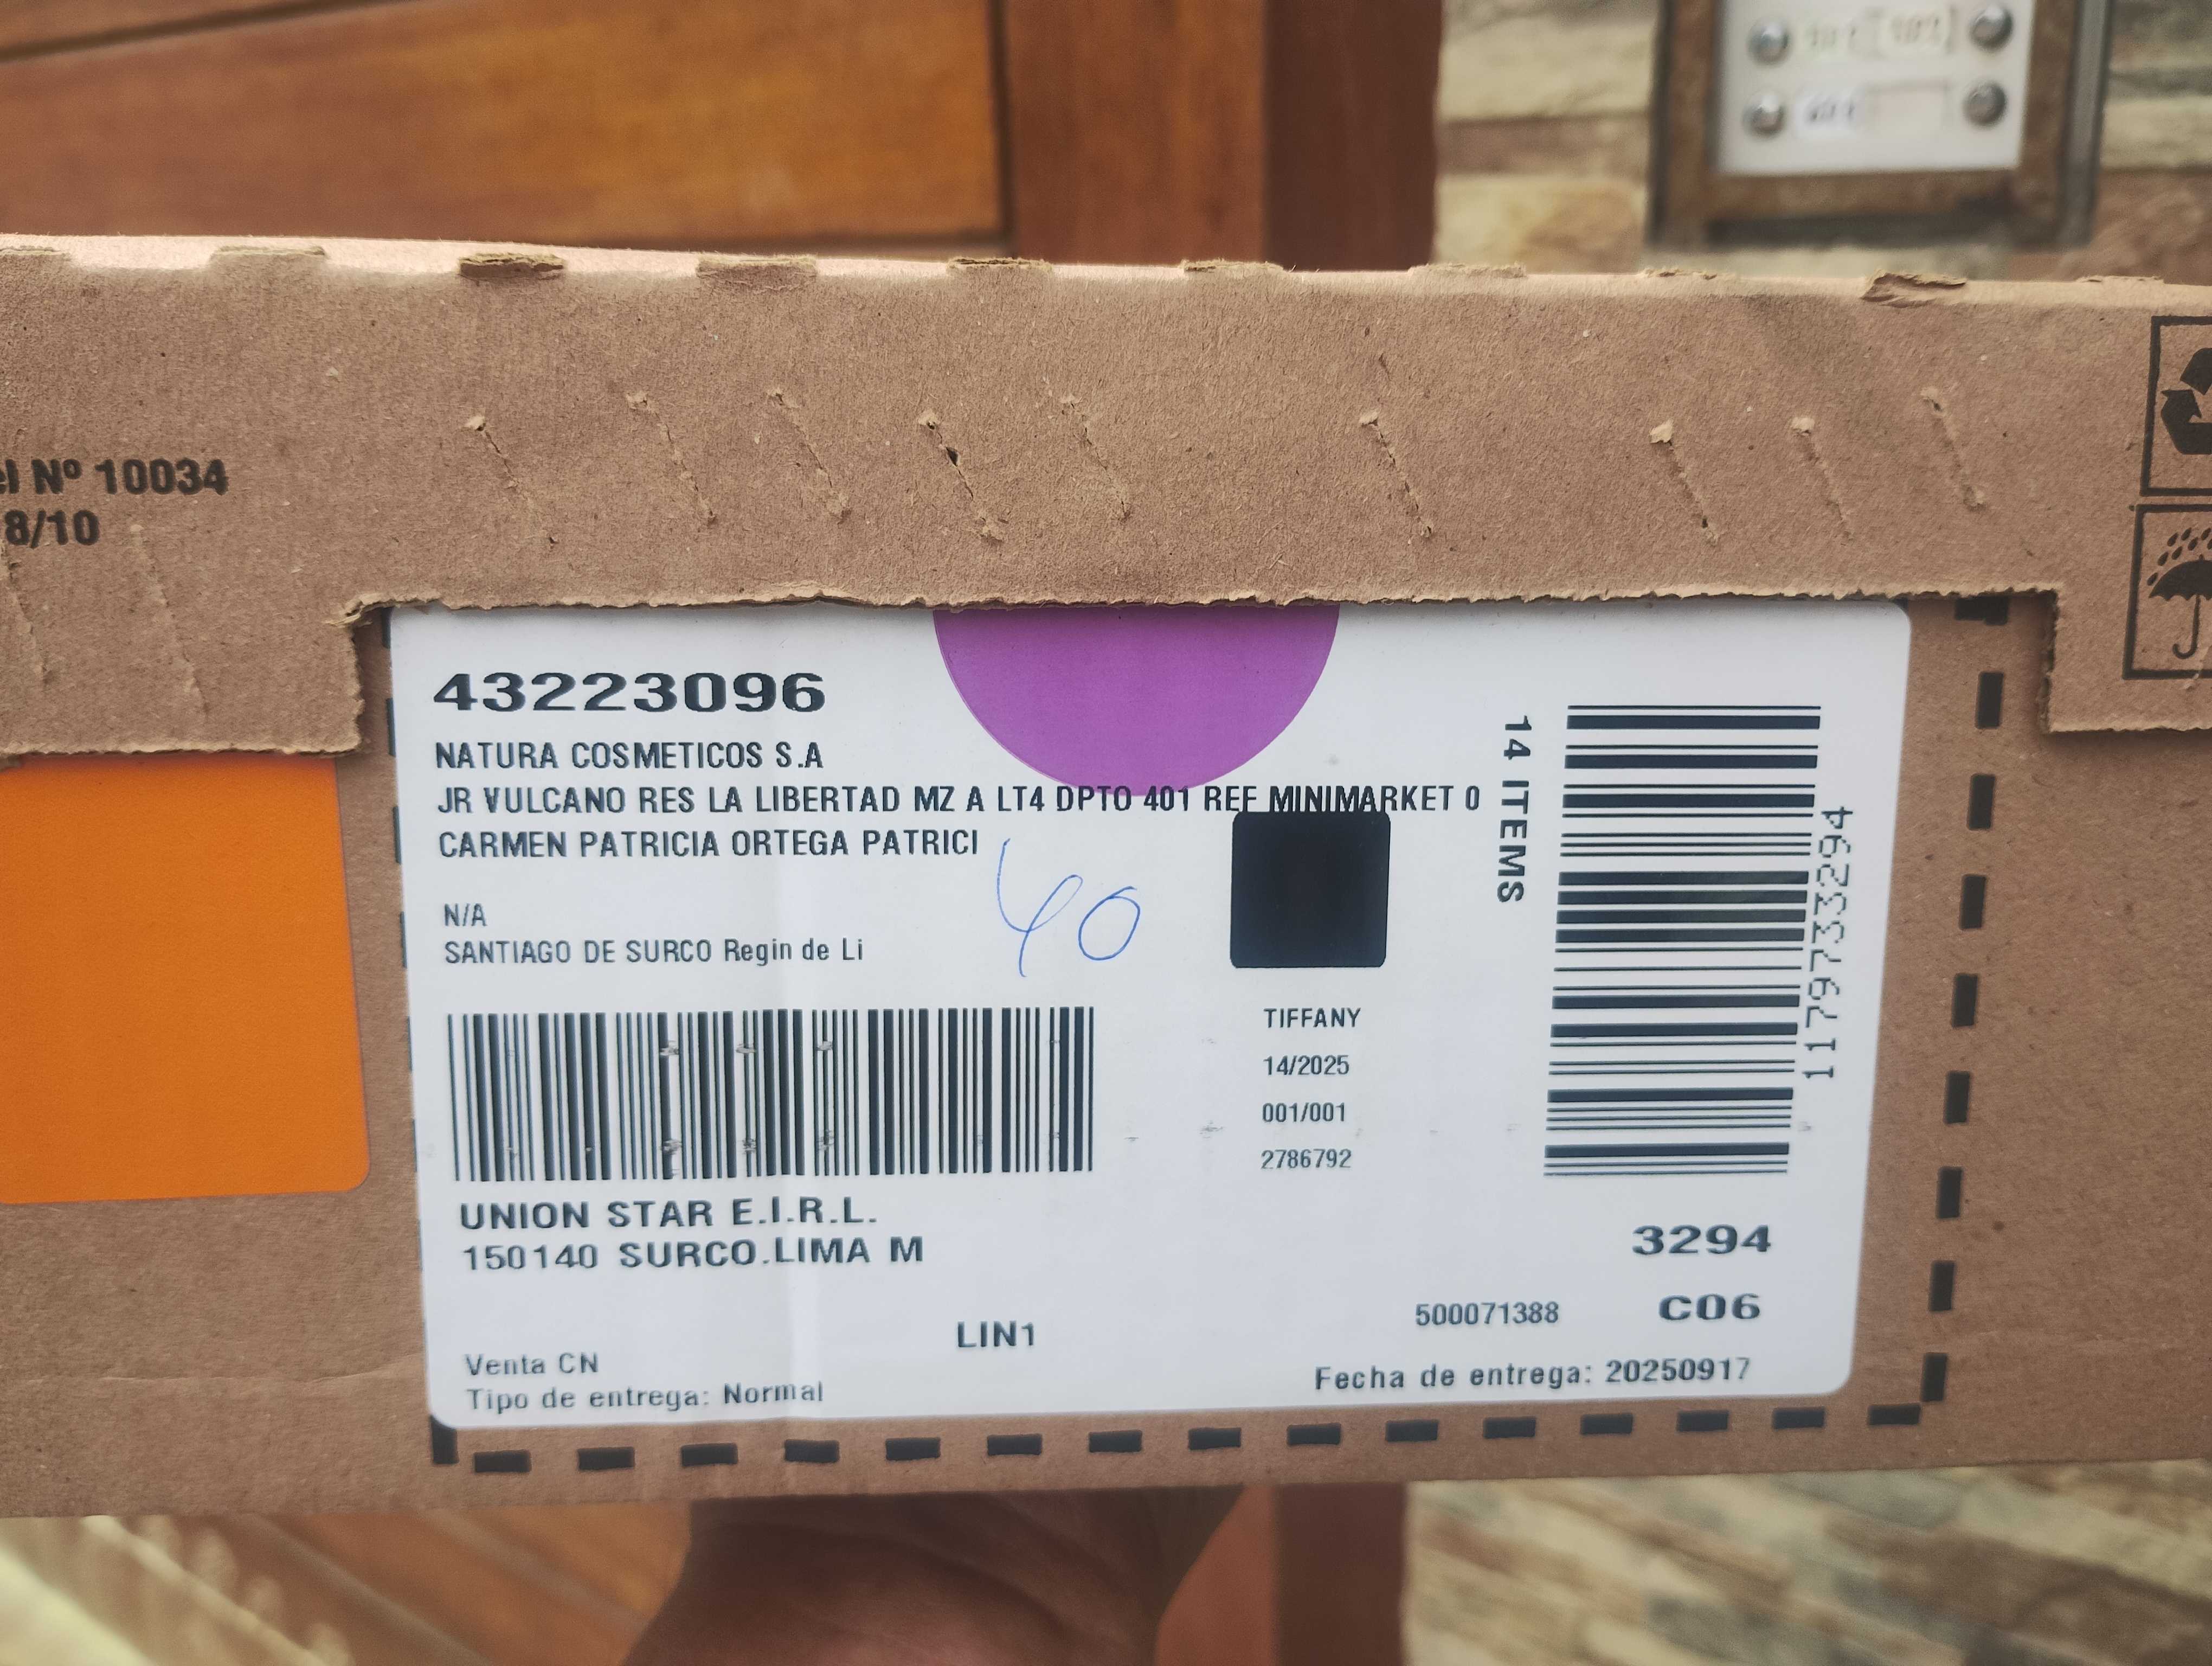 el Nº 10034
8/10
43223096
NATURA COSMETICOS S.A
JR VULCANO RES LA LIBERTAD MZ A LT4 DPTO 401 REF MINIMARKET 0
CARMEN PATRICIA ORTEGA PATRICI
40
N/A
SANTIAGO DE SURCO Regin de Li
14 ITEMS
117973329​4
TIFFANY
14/2025
001/001
2786792
UNION STAR E.I.R.L.
150140 SURCO.LIMA M
3294
500071388 C06
LIN1
Venta CN
Tipo de entrega: Normal
Fecha de entrega: 20250917